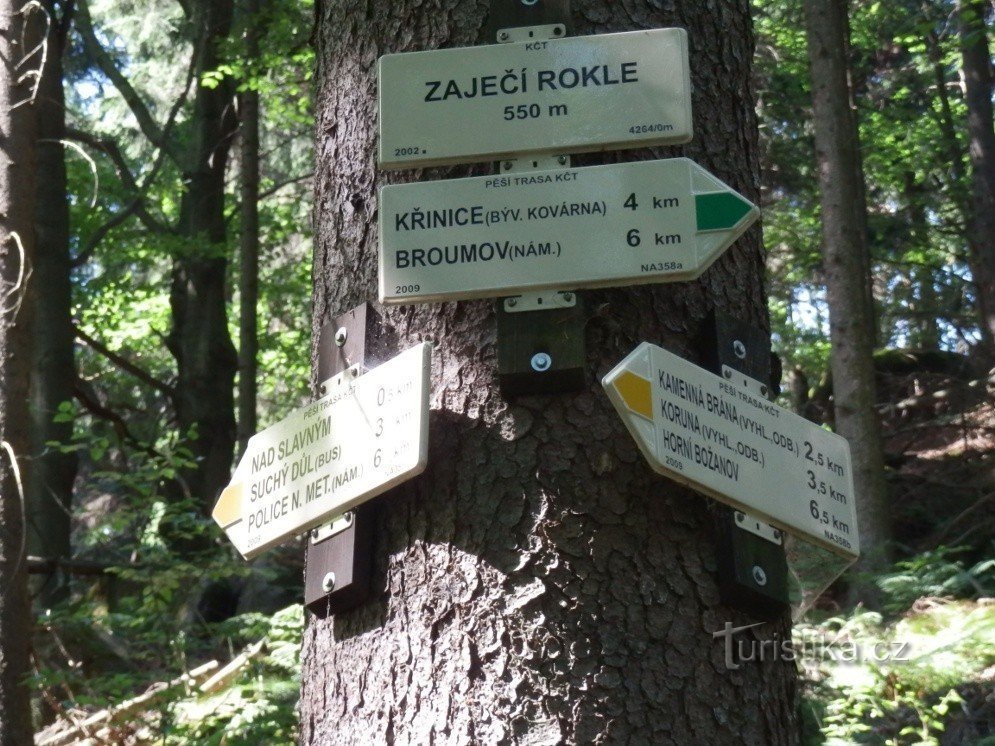 KČT
ZAJEČÍ ROKLE
550 m
4264/0m
2002.
PĚŠÍ TRASA KČT
KŘINICE(BÝV. KOVÁRNA) 4 km
BROUMOV(NÁM.) 6 km
2009 NA358a
PĚŠÍ TRASA KČT
NAD SLAVNÝM 0 km
SUCHÝ DŮL(BUS) 3 km
POLICE N. MET.(NÁM.) 6 km
2009
PĚŠÍ TRASA KČT
KAMENNÁ BRÁNA(VYHL.,ODB.) 2,5 km
KORUNA(VYHL.,ODB.) 3,5 km
HORNÍ BOŽANOV 6,5 km
2009 NA358b
turistika.cz